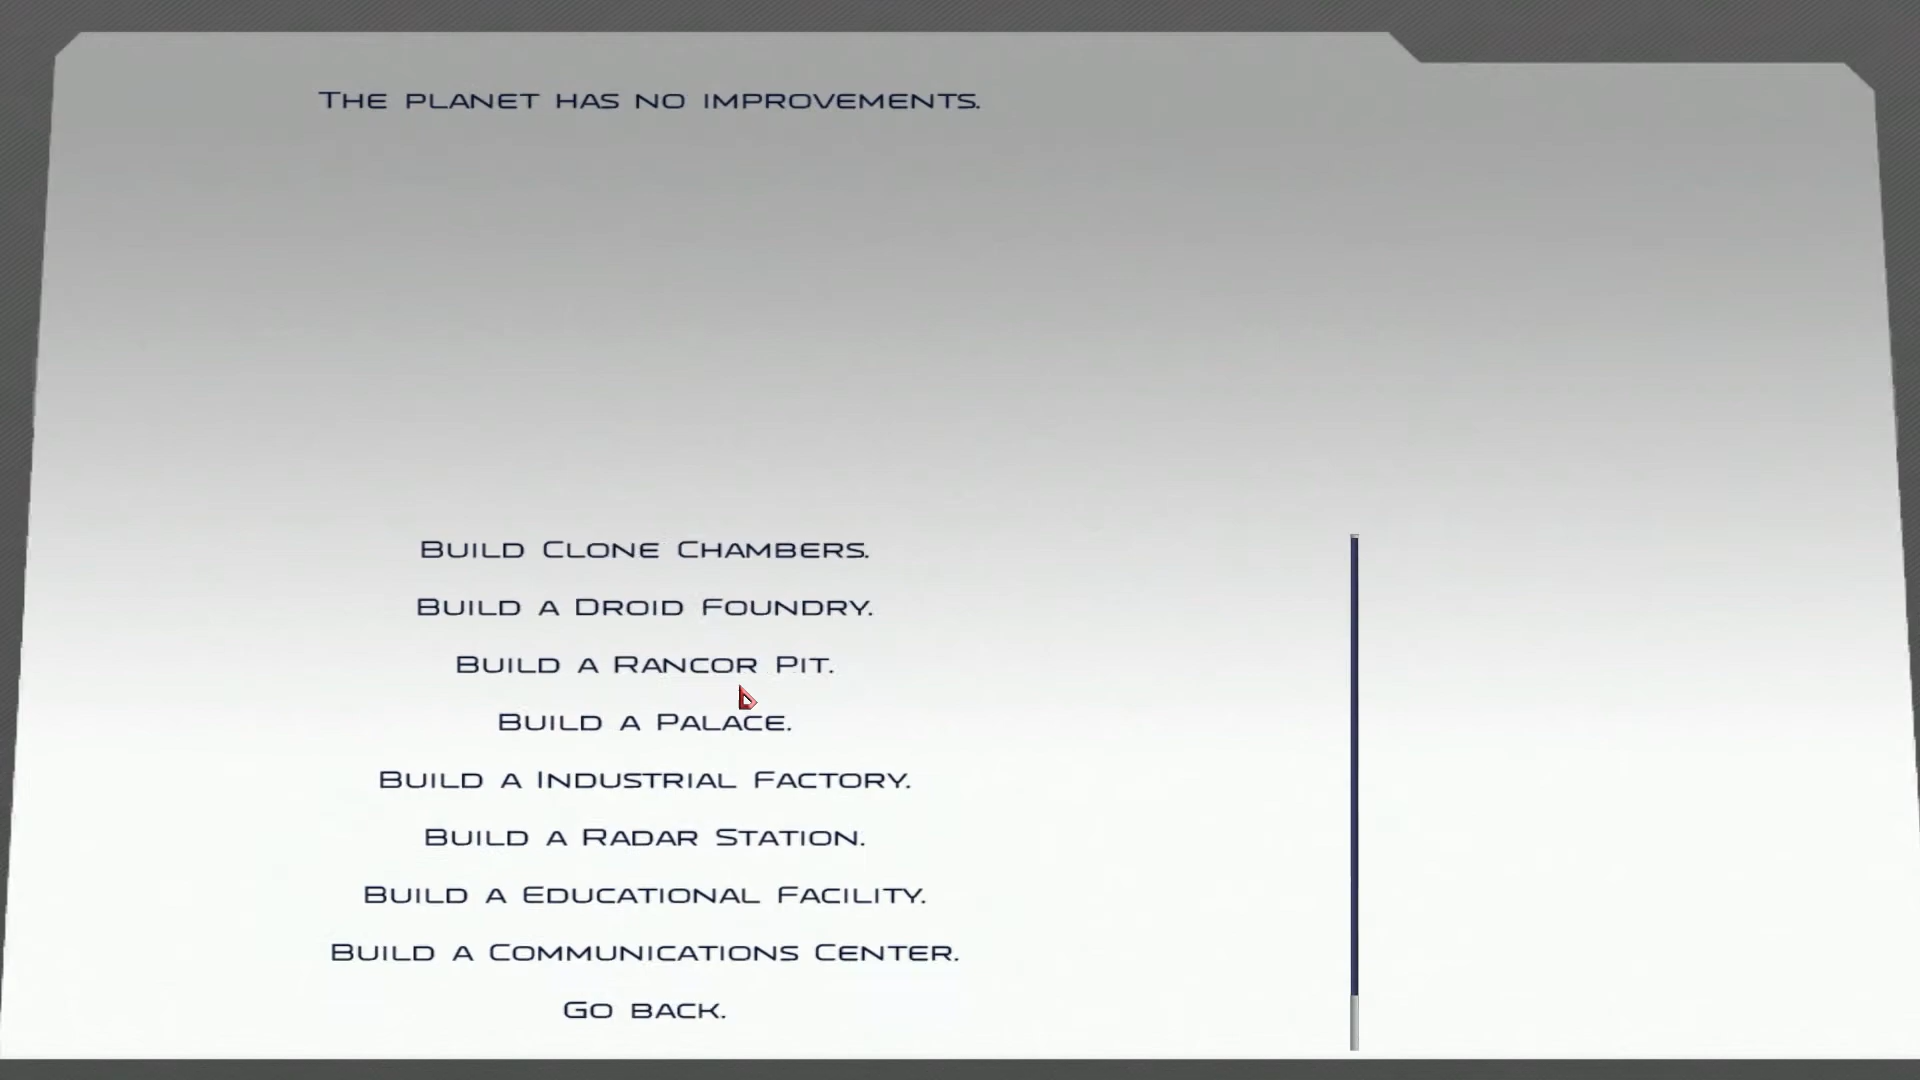 The planet has no improvements.
Build Clone Chambers.
Build a Droid Foundry.
Build a Rancor Pit.
Build a Palace.
Build a Industrial Factory.
Build a Radar Station.
Build a Educational Facility.
Build a Communications Center.
Go back.